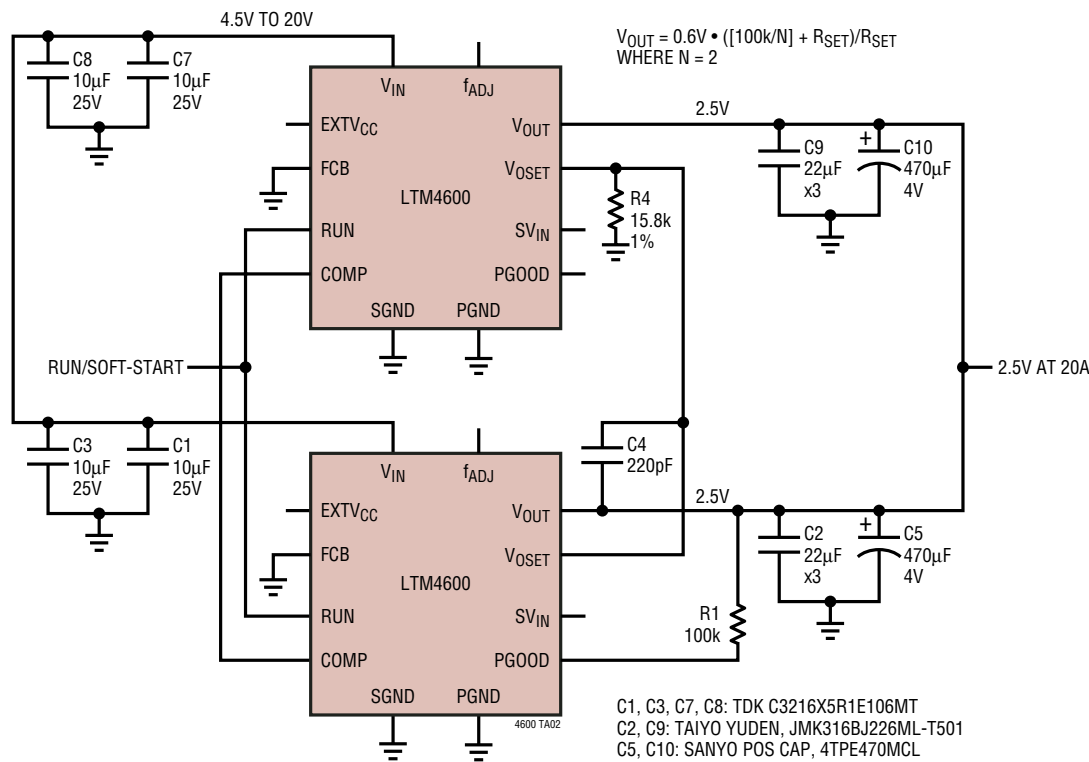 4.5V TO 20V
VOUT = 0.6V • ([100k/N] + RSET)/RSET
WHERE N = 2
C8
10µF
25V
C7
10µF
25V
VIN
fADJ
EXTVCC
FCB
RUN
COMP
LTM4600
VOUT
VOSET
SVIN
PGOOD
SGND
PGND
2.5V
R4
15.8k
1%
C9
22µF
x3
+
C10
470µF
4V
RUN/SOFT-START
2.5V AT 20A
C3
10µF
25V
C1
10µF
25V
VIN
fADJ
EXTVCC
FCB
RUN
COMP
LTM4600
VOUT
VOSET
SVIN
PGOOD
SGND
PGND
C4
220pF
2.5V
R1
100k
C2
22µF
x3
+
C5
470µF
4V
4600 TA02
C1, C3, C7, C8: TDK C3216X5R1E106MT
C2, C9: TAIYO YUDEN, JMK316BJ226ML-T501
C5, C10: SANYO POS CAP, 4TPE470MCL